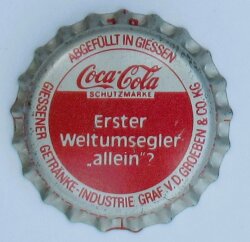 ABGEFÜLLT IN GIESSEN
Coca-Cola
SCHUTZMARKE
Erster
Weltumsegler
„allein"?
GIESSENER GETRÄNKE-INDUSTRIE GRAF V.D. GROEBEN & CO. KG